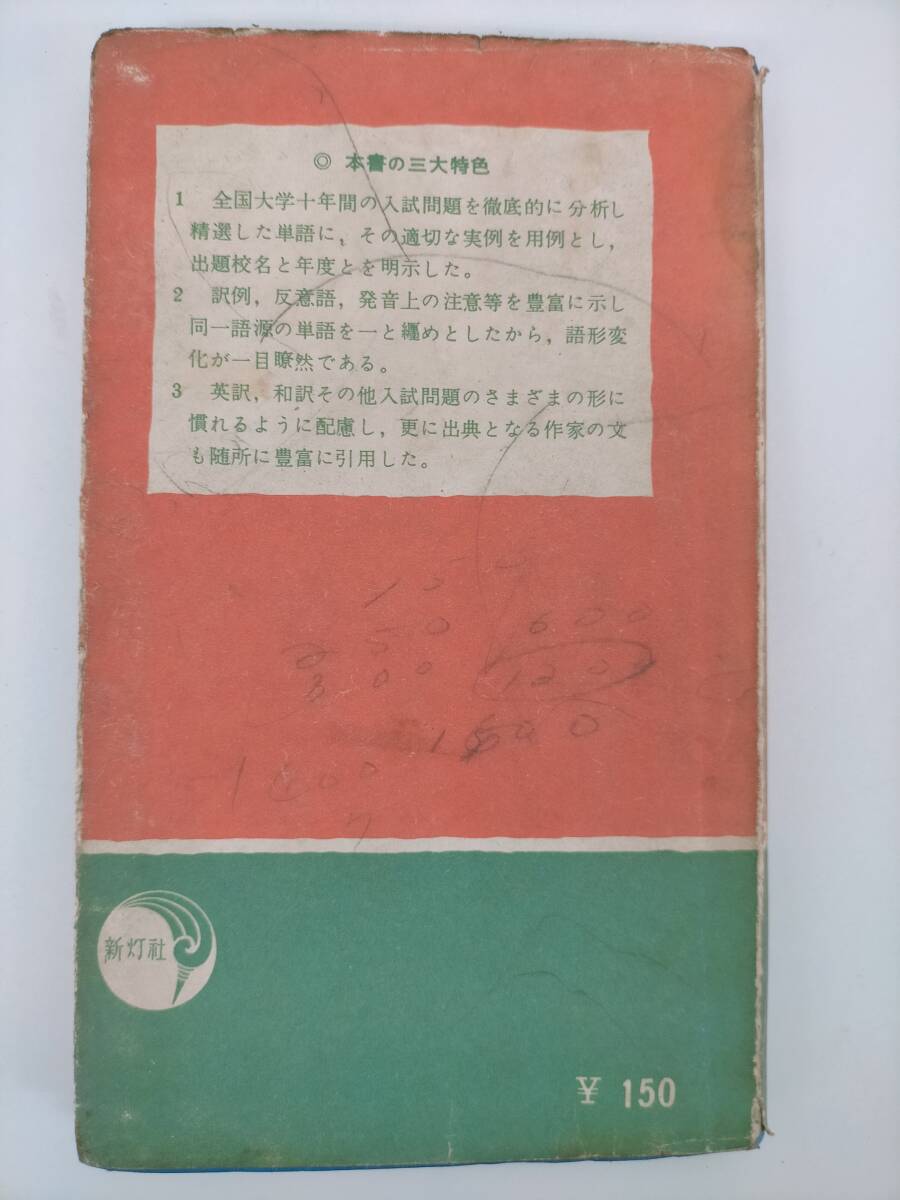 ◎ 本書の三大特色
1 全国大学十年間の入試問題を徹底的に分析し
精選した単語に,その適切な実例を用例とし,
出題校名と年度とを明示した。
2 訳例,反意語,発音上の注意等を豊富に示し
同一語源の単語を一と纒めとしたから,語形変
化が一目瞭然である。
3 英訳,和訳その他入試問題のさまざまの形に
慣れるように配慮し,更に出典となる作家の文
も随所に豊富に引用した。
600
300 120
新灯社
¥ 150